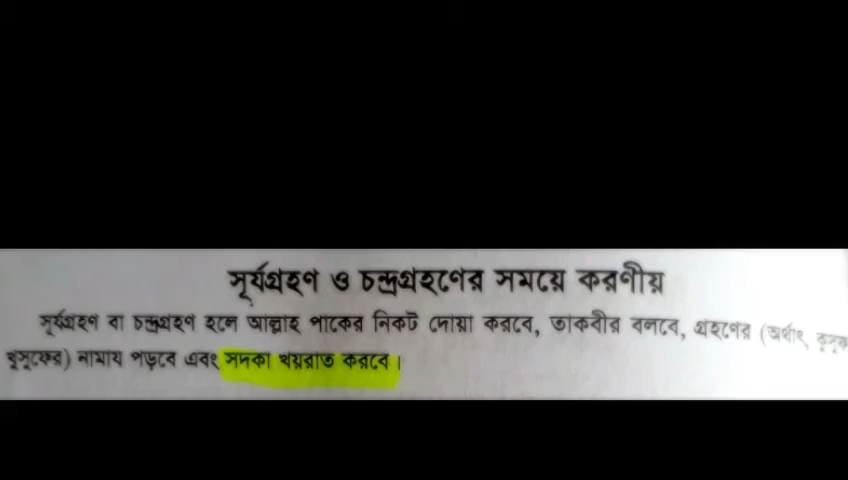 সূর্যগ্রহণ ও চন্দ্রগ্রহণের সময়ে করণীয়
সূর্যগ্রহণ বা চন্দ্রগ্রহণ হলে আল্লাহ পাকের নিকট দোয়া করবে, তাকবীর বলবে, গ্রহণের (অর্থাৎ,
খুসুফের) নামায পড়বে এবং সদকা খয়রাত করবে।